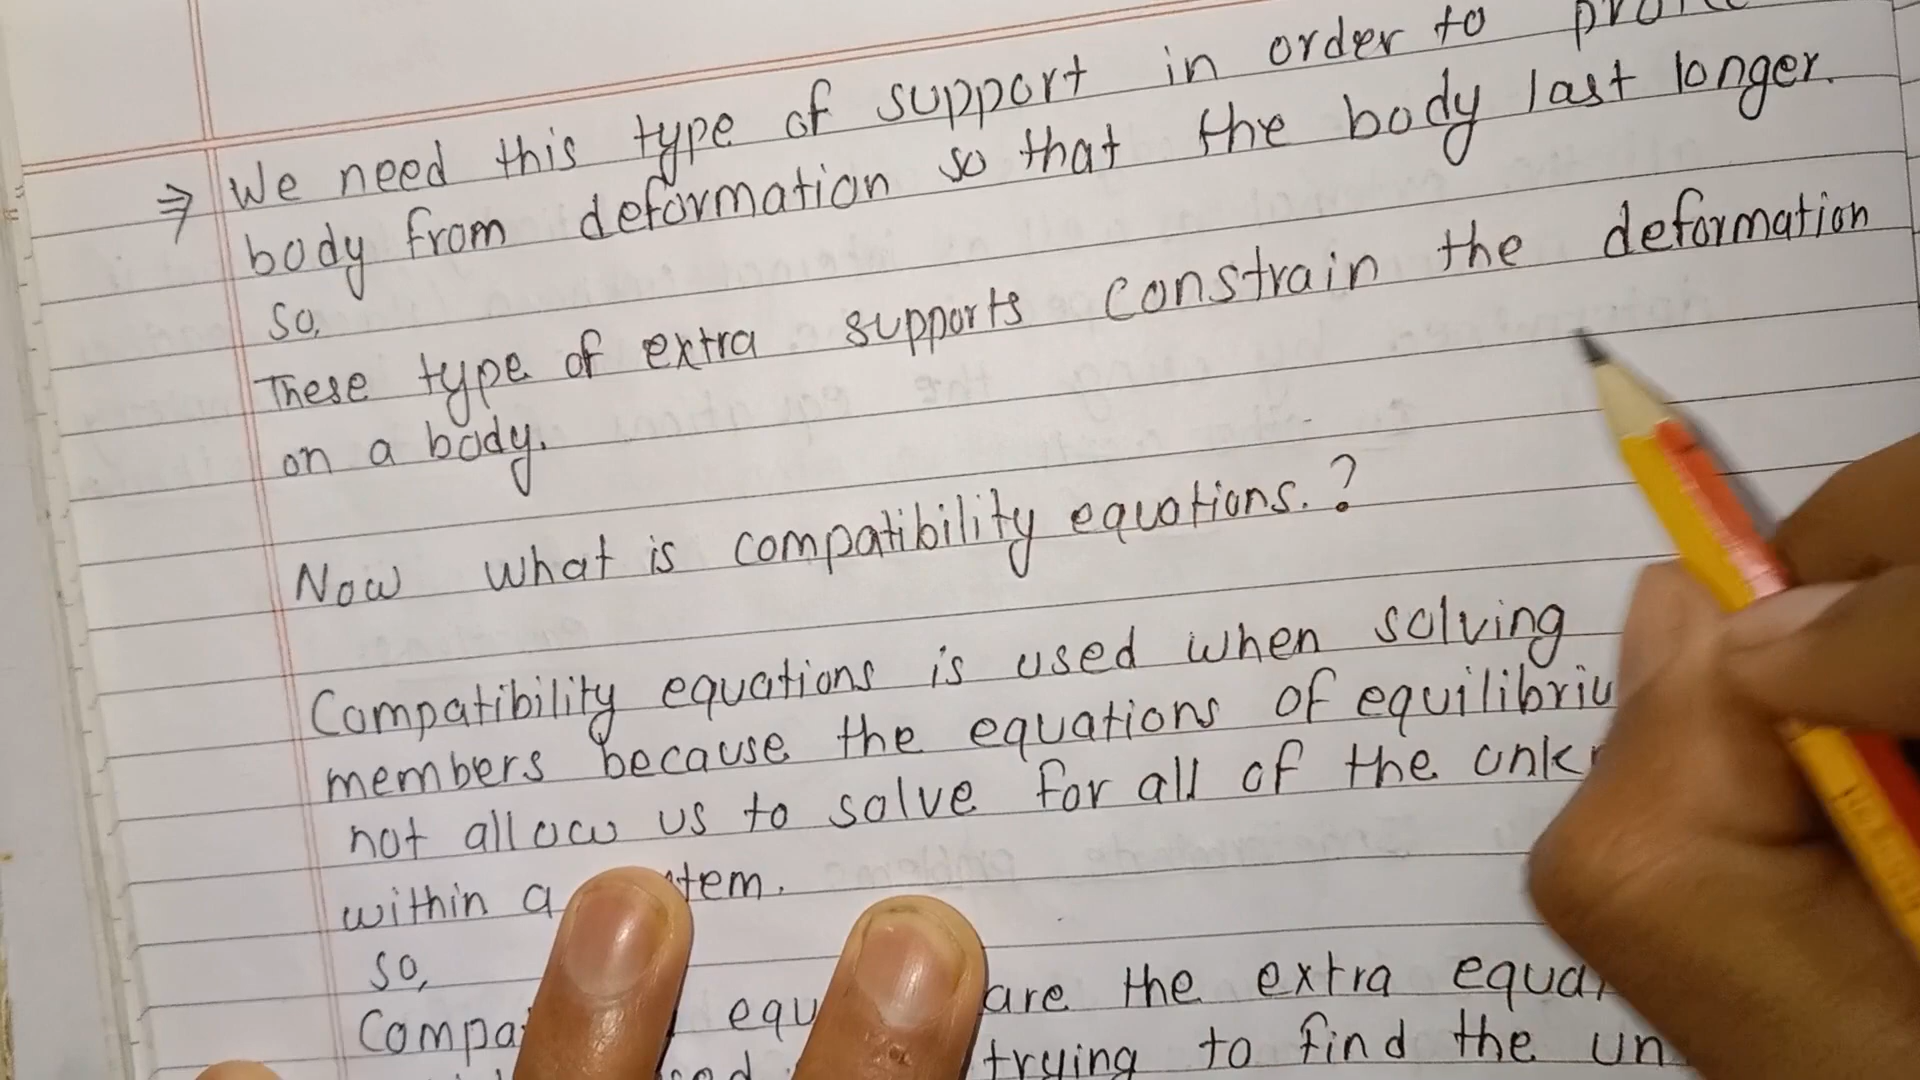 ⇒ We need this type of support in order to
body from deformation so that the body last longer.
So,
These type of extra supports constrain the deformation
on a body.
Now what is compatibility equations.?
Compatibility equations is used when solving
members because the equations of
not allow us to solve for all of the
within a
so,
are the extra
trying to find the